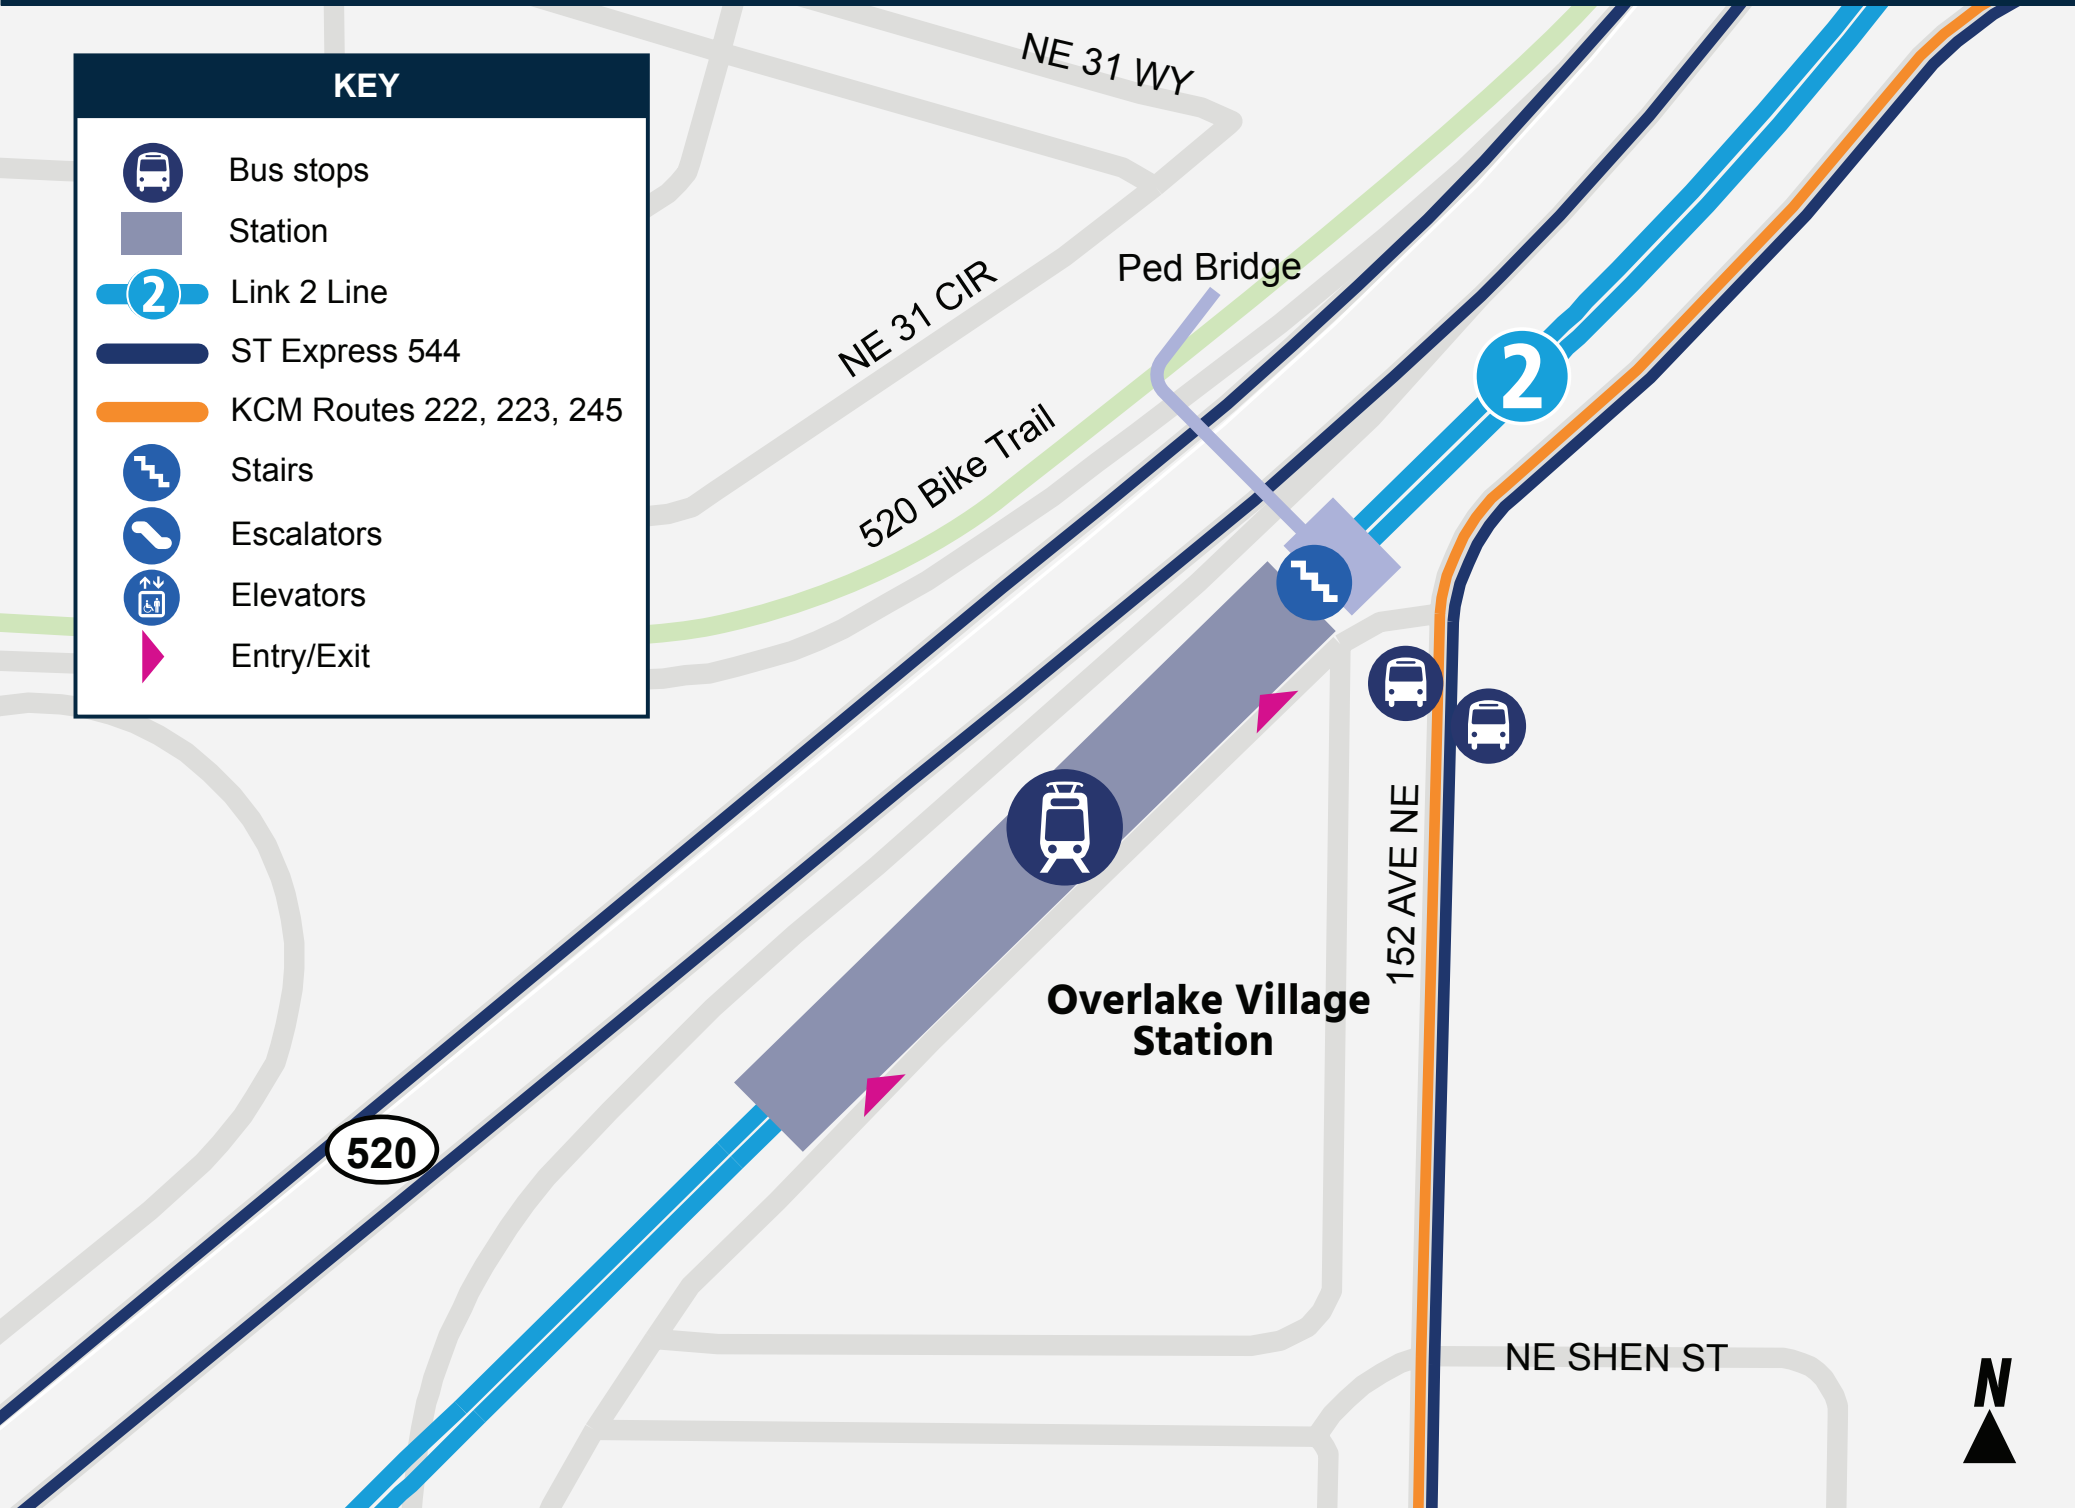 KEY
Bus stops
Station
2 Link 2 Line
ST Express 544
KCM Routes 222, 223, 245
Stairs
Escalators
Elevators
Entry/Exit
NE 31 WY
Ped Bridge
NE 31 CIR
2
520 Bike Trail
152 AVE NE
Overlake Village
Station
520
NE SHEN ST
N